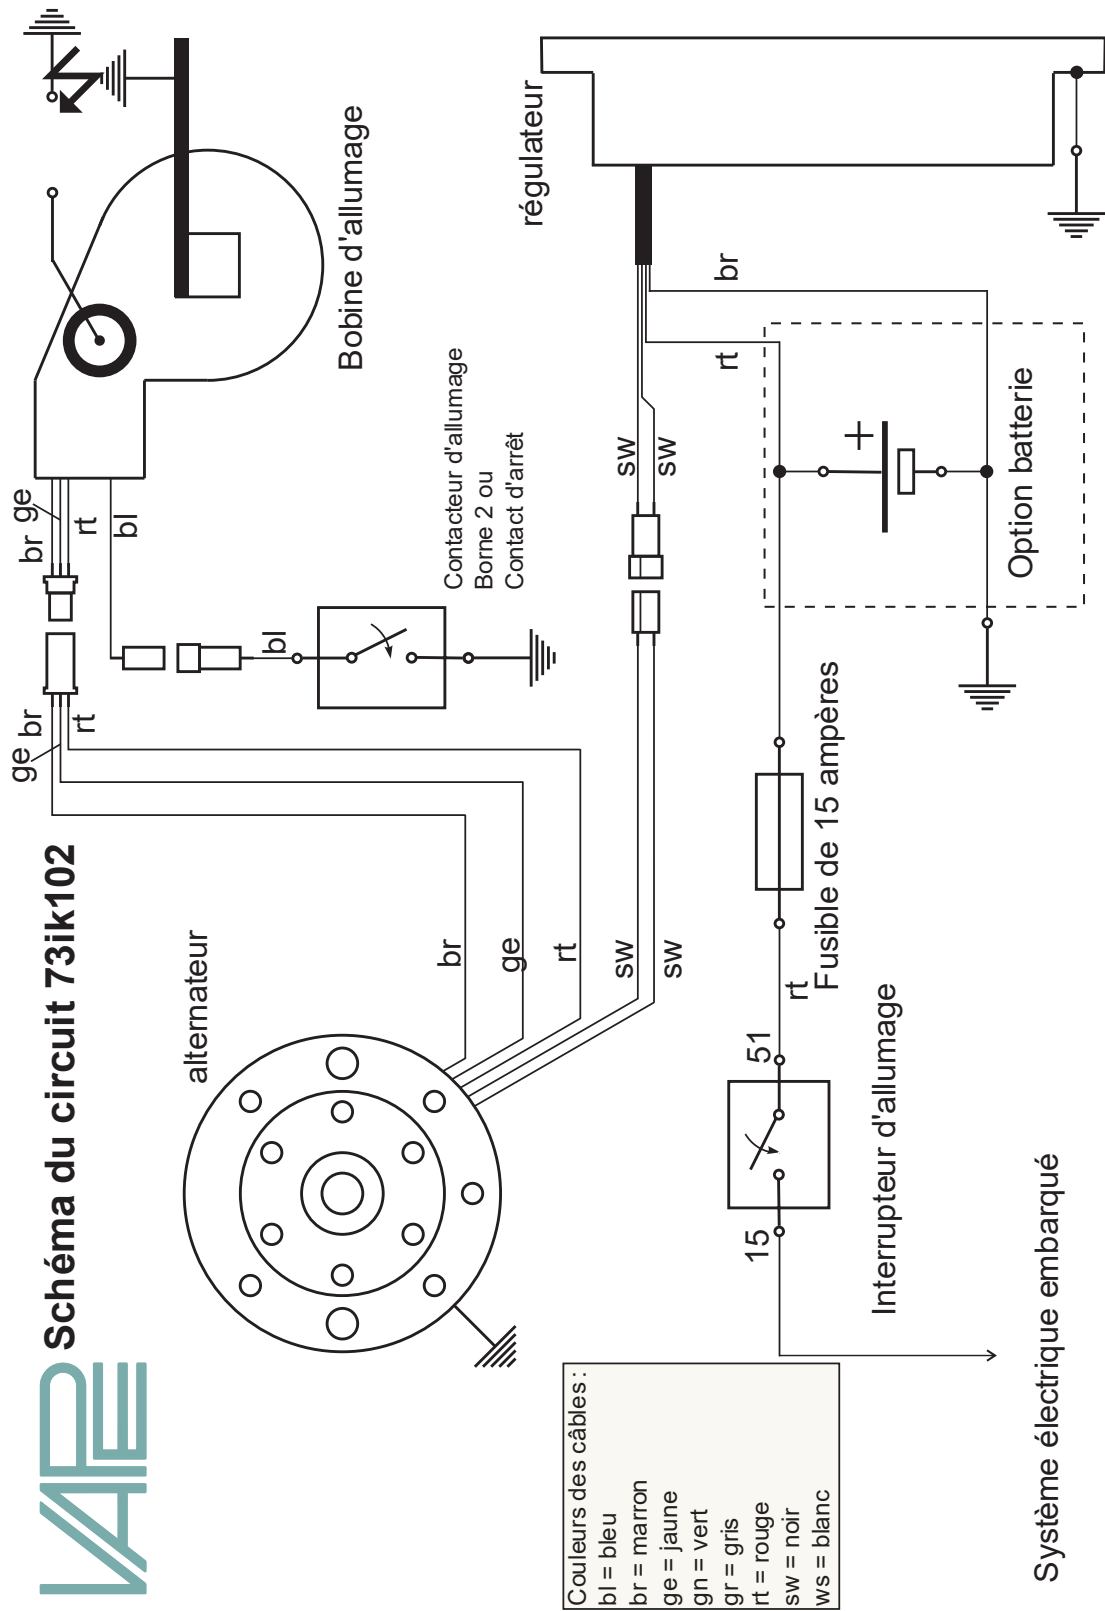 VAPE
Schéma du circuit 73ik102
br
ge
rt
bl
ge
br
rt
bl
Bobine d'allumage
Contacteur d'allumage
Borne 2 ou
Contact d'arrêt
alternateur
br
ge
rt
sw
sw
sw
sw
régulateur
br
rt
Option batterie
+
Fusible de 15 ampères
rt
51
15
Interrupteur d'allumage
Système électrique embarqué
Couleurs des câbles:
bl = bleu
br = marron
ge = jaune
gn = vert
gr = gris
rt = rouge
sw = noir
ws = blanc